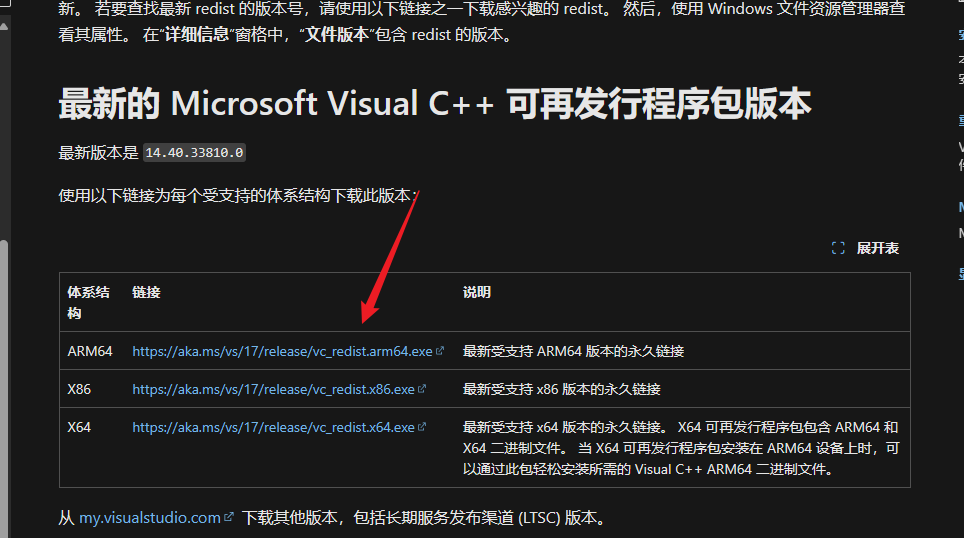 新。 若要查找最新 redist 的版本号，请使用以下链接之一下载感兴趣的 redist。 然后，使用 Windows 文件资源管理器查
看其属性。 在“详细信息”窗格中，“文件版本”包含 redist 的版本。
最新的 Microsoft Visual C++ 可再发行程序包版本
最新版本是 14.40.33810.0
使用以下链接为每个受支持的体系结构下载此版本：
展开表
体系结构 链接 说明
ARM64 https://aka.ms/vs/17/release/vc_redist.arm64.exe 最新受支持 ARM64 版本的永久链接
X86 https://aka.ms/vs/17/release/vc_redist.x86.exe 最新受支持 x86 版本的永久链接
X64 https://aka.ms/vs/17/release/vc_redist.x64.exe 最新受支持 x64 版本的永久链接。 X64 可再发行程序包包含 ARM64 和
X64 二进制文件。 当 X64 可再发行程序包安装在 ARM64 设备上时，可
以通过此包轻松安装所需的 Visual C++ ARM64 二进制文件。
从 my.visualstudio.com 下载其他版本，包括长期服务发布渠道 (LTSC) 版本。